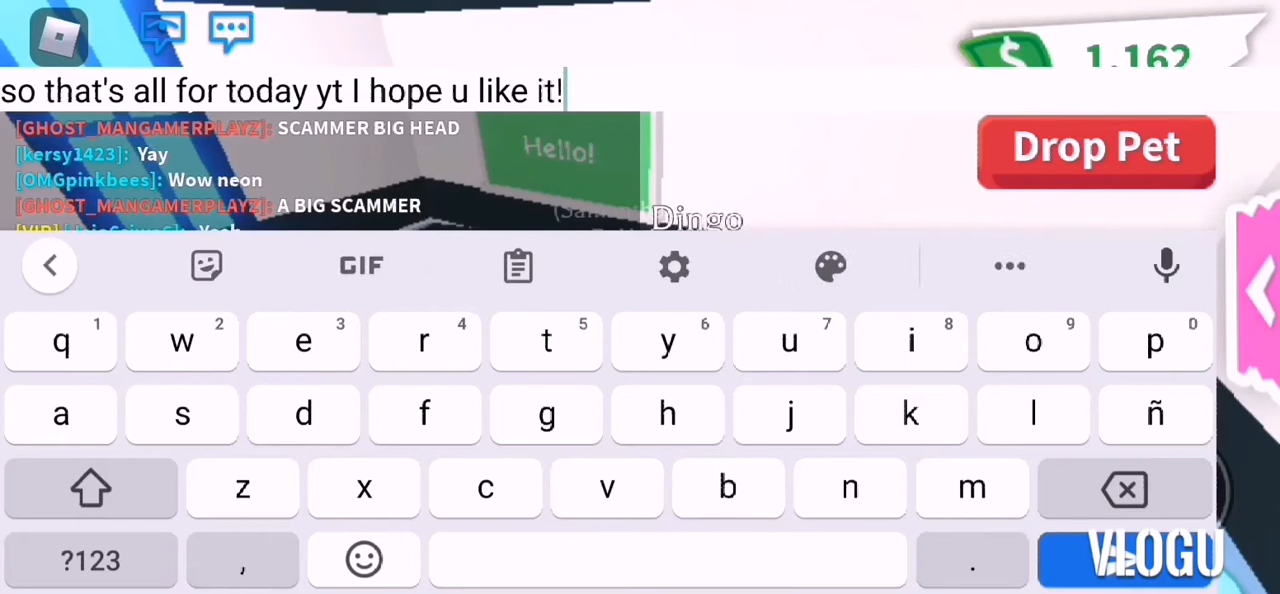 1,162
so that's all for today yt I hope u like it!
[GHOST_MANGAMERPLAYZ]: SCAMMER BIG HEAD
Hello!
Drop Pet
[kersy1423]: Yay
[OMGpinkbees]: Wow neon
[GHOST_MANGAMERPLAYZ]: A BIG SCAMMER
Dingo
GIF
q 1 w 2 e 3 r 4 t 5 y 6 u 7 i 8 o 9 p 0
a s d f g h j k l ñ
z x c v b n m
?123 , .
VLOGU